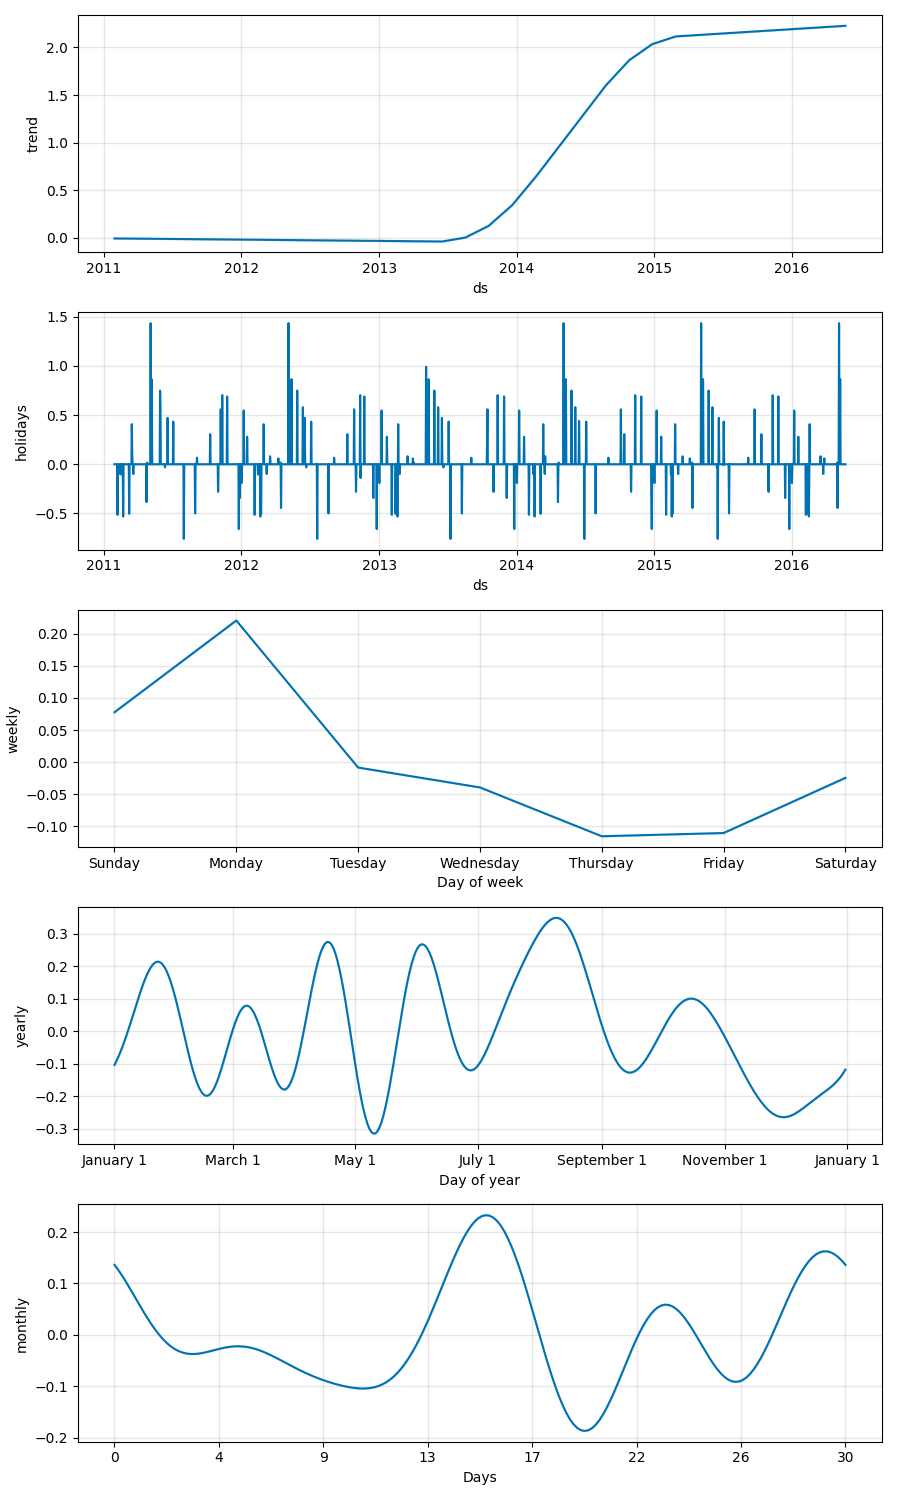 2.0
1.5
1.0
0.5
0.0
trend
2011 2012 2013 2014 2015 2016
ds
1.5
1.0
0.5
0.0
−0.5
holidays
2011 2012 2013 2014 2015 2016
ds
0.20
0.15
0.10
0.05
0.00
−0.05
−0.10
weekly
Sunday Monday Tuesday Wednesday Thursday Friday Saturday
Day of week
0.3
0.2
0.1
0.0
−0.1
−0.2
−0.3
yearly
January 1 March 1 May 1 July 1 September 1 November 1 January 1
Day of year
0.2
0.1
0.0
−0.1
−0.2
monthly
0 4 9 13 17 22 26 30
Days